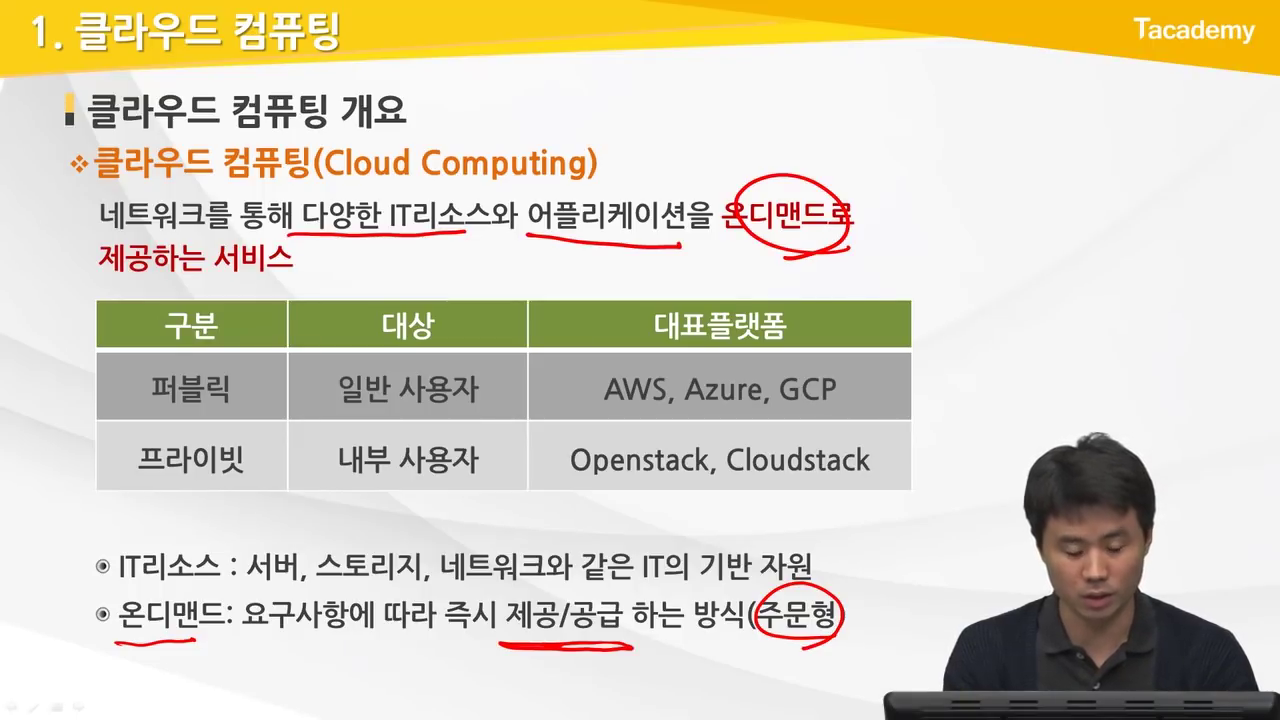 1. 클라우드 컴퓨팅
Tacademy
클라우드 컴퓨팅 개요
클라우드 컴퓨팅(Cloud Computing)
네트워크를 통해 다양한 IT리소스와 어플리케이션을 온디맨드로
제공하는 서비스
구분 대상 대표플랫폼
퍼블릭 일반 사용자 AWS, Azure, GCP
프라이빗 내부 사용자 Openstack, Cloudstack
IT리소스 : 서버, 스토리지, 네트워크와 같은 IT의 기반 자원
온디맨드: 요구사항에 따라 즉시 제공/공급 하는 방식(주문형)